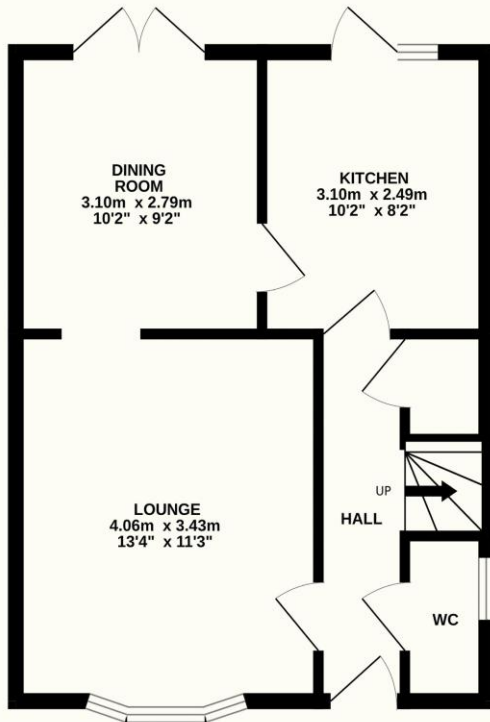 DINING
ROOM
3.10m x 2.79m
10'2" x 9'2"
KITCHEN
3.10m x 2.49m
10'2" x 8'2"
LOUNGE
4.06m x 3.43m
13'4" x 11'3"
UP
HALL
WC